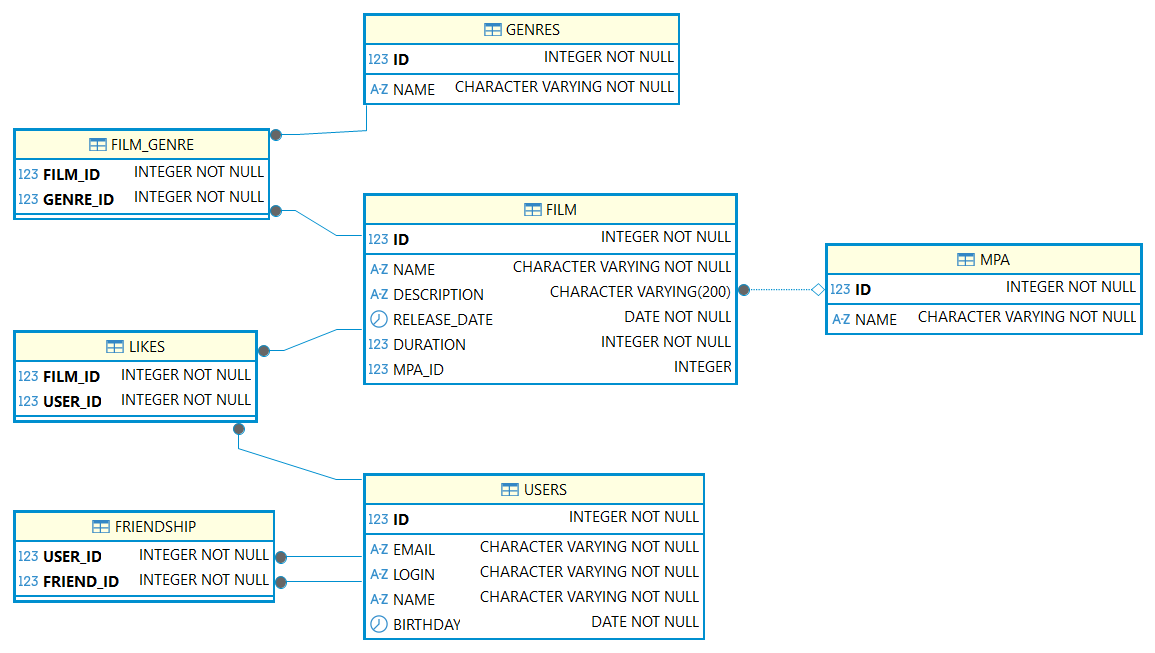 GENRES
123 ID INTEGER NOT NULL
A-Z NAME CHARACTER VARYING NOT NULL
FILM_GENRE
123 FILM_ID INTEGER NOT NULL
123 GENRE_ID INTEGER NOT NULL
FILM
123 ID INTEGER NOT NULL
A-Z NAME CHARACTER VARYING NOT NULL
A-Z DESCRIPTION CHARACTER VARYING(200)
RELEASE_DATE DATE NOT NULL
123 DURATION INTEGER NOT NULL
123 MPA_ID INTEGER
MPA
123 ID INTEGER NOT NULL
A-Z NAME CHARACTER VARYING NOT NULL
LIKES
123 FILM_ID INTEGER NOT NULL
123 USER_ID INTEGER NOT NULL
USERS
123 ID INTEGER NOT NULL
A-Z EMAIL CHARACTER VARYING NOT NULL
A-Z LOGIN CHARACTER VARYING NOT NULL
A-Z NAME CHARACTER VARYING NOT NULL
BIRTHDAY DATE NOT NULL
FRIENDSHIP
123 USER_ID INTEGER NOT NULL
123 FRIEND_ID INTEGER NOT NULL